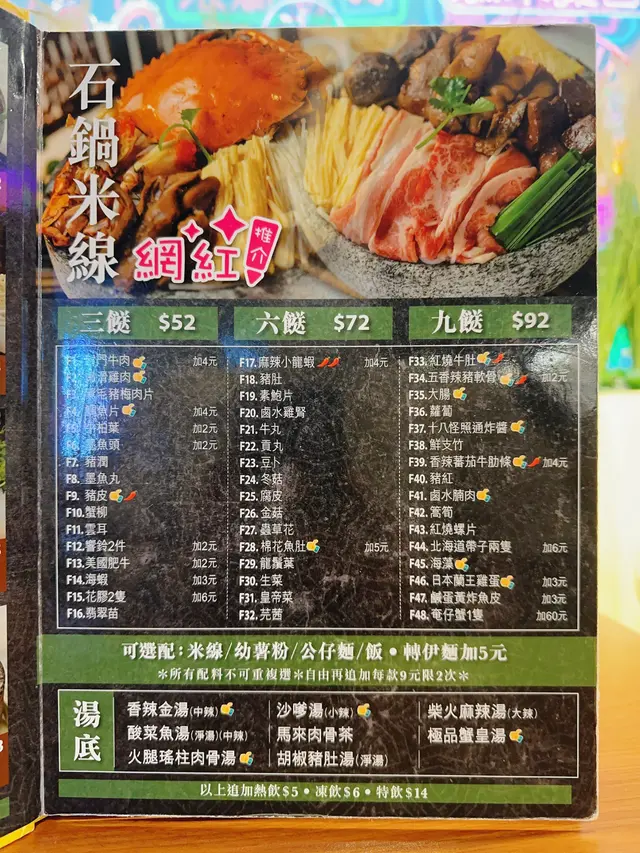 石鍋米線
網紅推介
三餸 $52
六餸 $72
九餸 $92
牛肉 加4元
雞肉
豬梅肉片
F4. 魚片 加4元
F5. 牛柏葉 加2元
F6. 墨魚頭 加2元
F7. 豬潤
F8. 墨魚丸
F9. 豬皮
F10.蟹柳
F11.雲耳
F12.響鈴2件 加2元
F13.美國肥牛 加2元
F14.海蝦 加3元
F15.花膠2隻 加6元
F16.翡翠苗
F17.麻辣小龍蝦 加4元
F18.豬肚
F19.素鮑片
F20.鹵水雞腎
F21.牛丸
F22.貢丸
F23.豆卜
F24.冬菇
F25.腐皮
F26.金菇
F27.蟲草花
F28.棉花魚肚 加5元
F29.龍鬚葉
F30.生菜
F31.皇帝菜
F32.芫茜
F33.紅燒牛肚
F34.五香辣豬軟骨 加2元
F35.大腸
F36.蘿蔔
F37.十八怪照通炸醬
F38.鮮支竹
F39.香辣蕃茄牛肋條 加4元
F40.豬紅
F41.鹵水腩肉
F42.篙筍
F43.紅燒螺片
F44.北海道帶子兩隻 加6元
F45.海藻
F46.日本蘭王雞蛋 加3元
F47.鹹蛋黃炸魚皮 加3元
F48.奄仔蟹1隻 加60元
可選配：米線/幼薯粉/公仔麵/飯•轉伊麵加5元
＊所有配料不可重複選＊自由再追加每款9元限2次＊
湯底
香辣金湯(中辣)
酸菜魚湯(淨湯)(中辣)
火腿瑤柱肉骨湯
沙嗲湯(小辣)
馬來肉骨茶
胡椒豬肚湯(淨湯)
柴火麻辣湯(大辣)
極品蟹皇湯
以上追加熱飲$5•凍飲$6•特飲$14